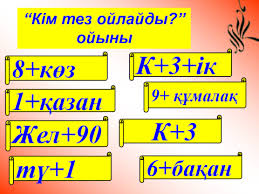 “Кім тез ойлайды?”
ойыны
8+көз
К+3+ік
1+қазан
9+ құмалақ
Жел+90
К+3
ту+1
6+бақан